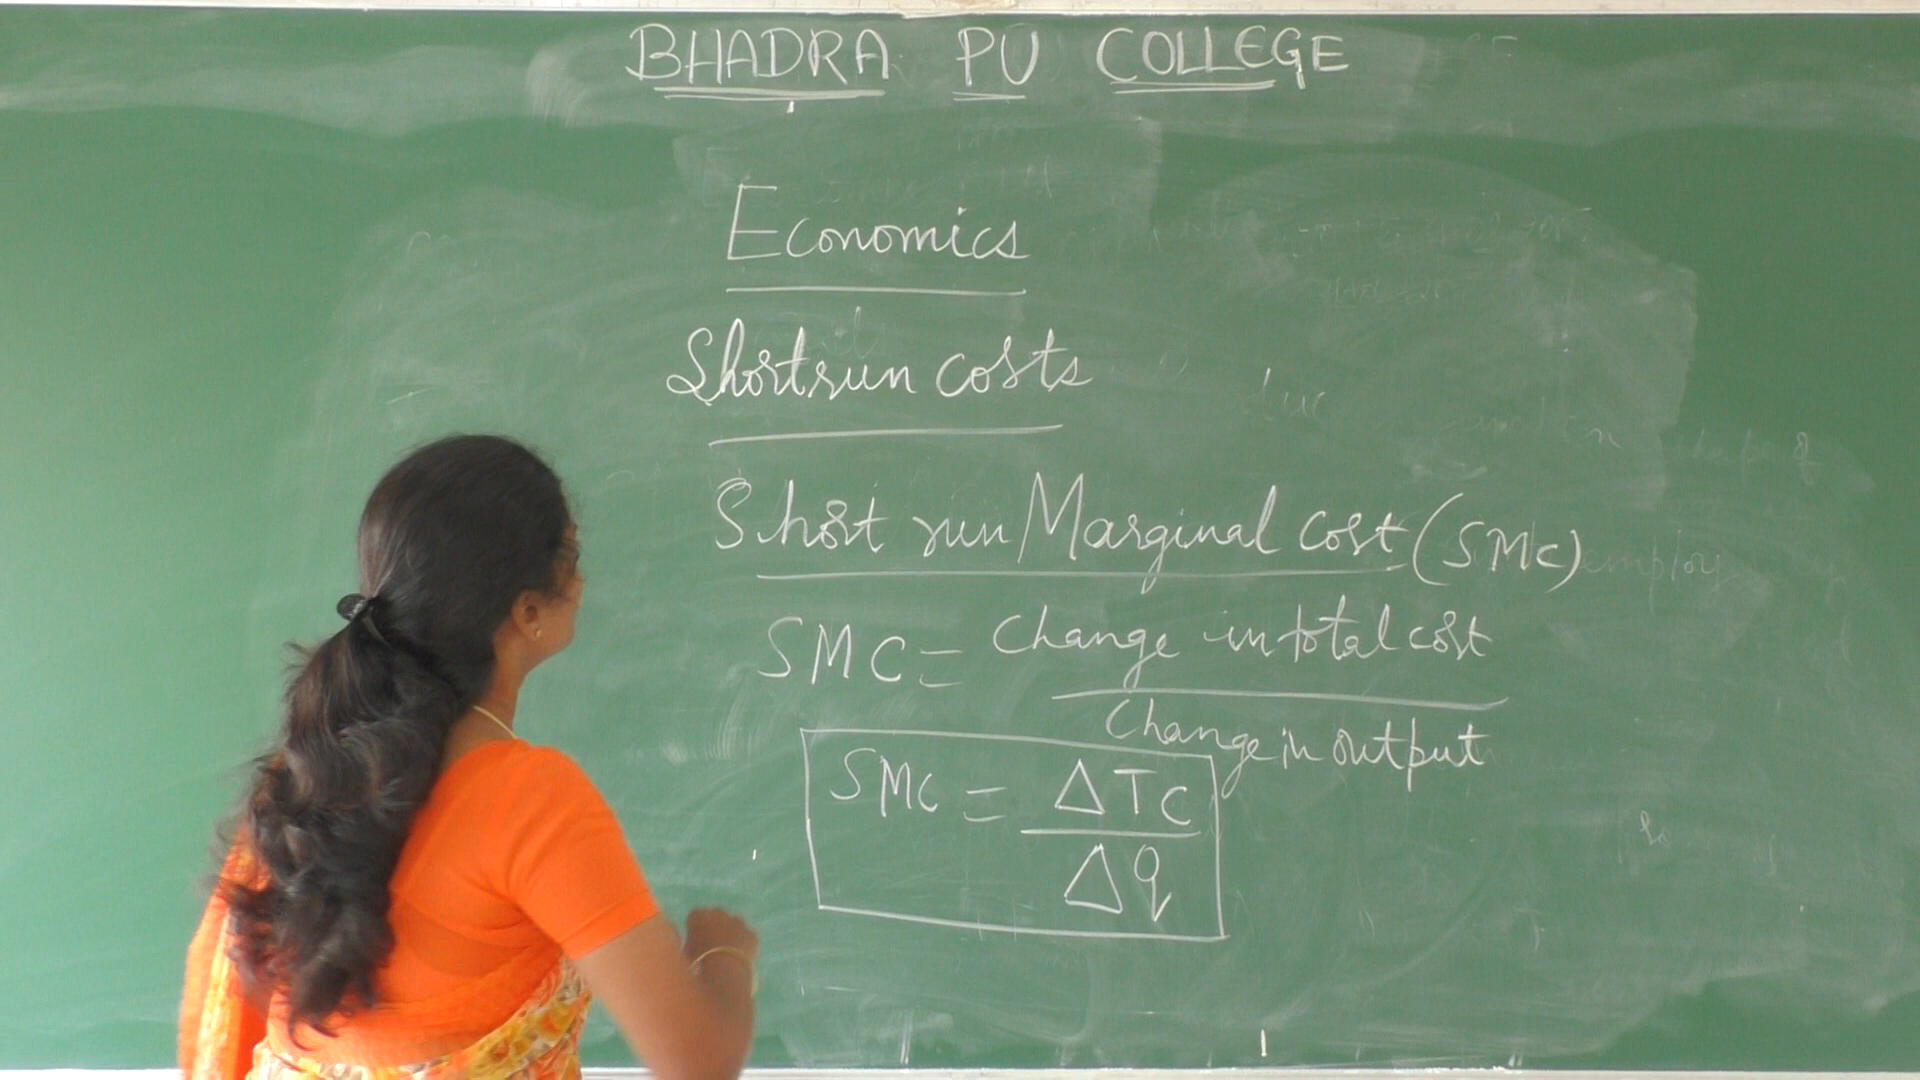 BHADRA PU COLLEGE
Economics
Shortrun costs
Short run Marginal cost (SMC)
SMC = Change in total cost
Change in output
SMC = ΔTC
Δq